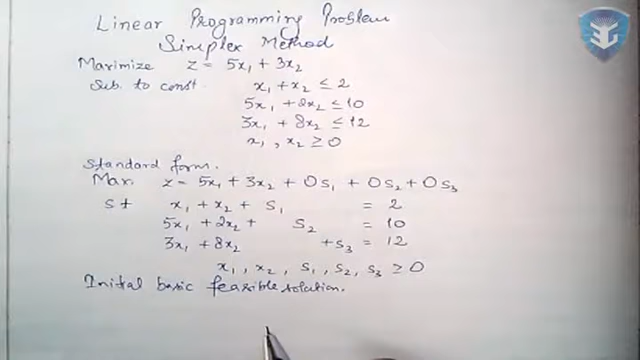 Linear Programming Problem
Simplex Method
Maximize z = 5x₁ + 3x₂
Sub. to const. x₁ + x₂ ≤ 2
5x₁ + 2x₂ ≤ 10
3x₁ + 8x₂ ≤ 12
x₁, x₂ ≥ 0
Standard form.
Max. z = 5x₁ + 3x₂ + 0s₁ + 0s₂ + 0s₃
st x₁ + x₂ + s₁ = 2
5x₁ + 2x₂ + s₂ = 10
3x₁ + 8x₂ + s₃ = 12
x₁, x₂, s₁, s₂, s₃ ≥ 0
Initial basic feasible solution.